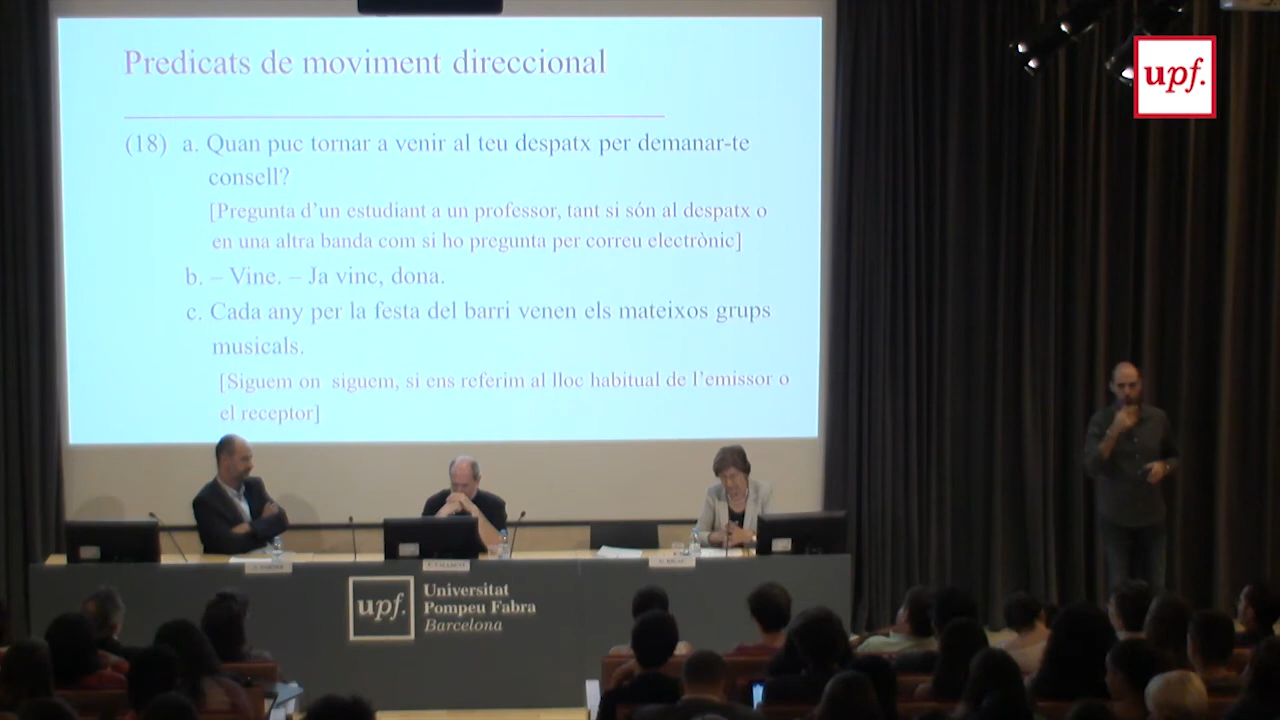 Predicats de moviment direccional
(18) a. Quan puc tornar a venir al teu despatx per demanar-te
consell?
[Pregunta d’un estudiant a un professor, tant si són al despatx o
en una altra banda com si ho pregunta per correu electrònic]
b. – Vine. – Ja vinc, dona.
c. Cada any per la festa del barri venen els mateixos grups
musicals.
[Siguem on siguem, si ens referim al lloc habitual de l’emissor o
el receptor]
upf.
upf.
Universitat
Pompeu Fabra
Barcelona